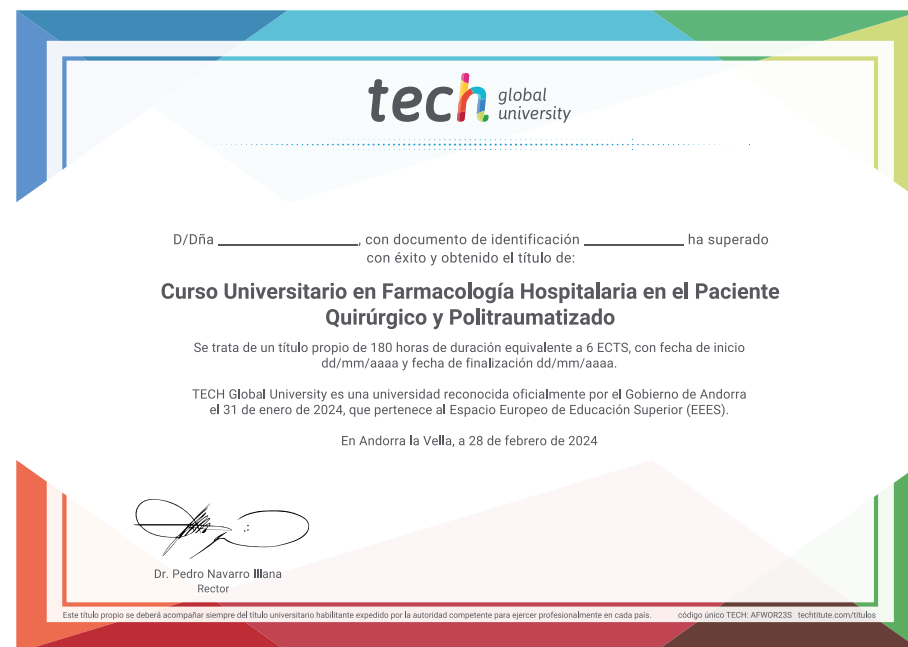 tech global university
D/Dña ____________, con documento de identificación ____________ ha superado
con éxito y obtenido el título de:
Curso Universitario en Farmacología Hospitalaria en el Paciente
Quirúrgico y Politraumatizado
Se trata de un título propio de 180 horas de duración equivalente a 6 ECTS, con fecha de inicio
dd/mm/aaaa y fecha de finalización dd/mm/aaaa.
TECH Global University es una universidad reconocida oficialmente por el Gobierno de Andorra
el 31 de enero de 2024, que pertenece al Espacio Europeo de Educación Superior (EEES).
En Andorra la Vella, a 28 de febrero de 2024
Dr. Pedro Navarro Illana
Rector
Este título propio se deberá acompañar siempre del título universitario habilitante expedido por la autoridad competente para ejercer profesionalmente en cada país. código único TECH: AFWOR23S techtitute.com/titulos